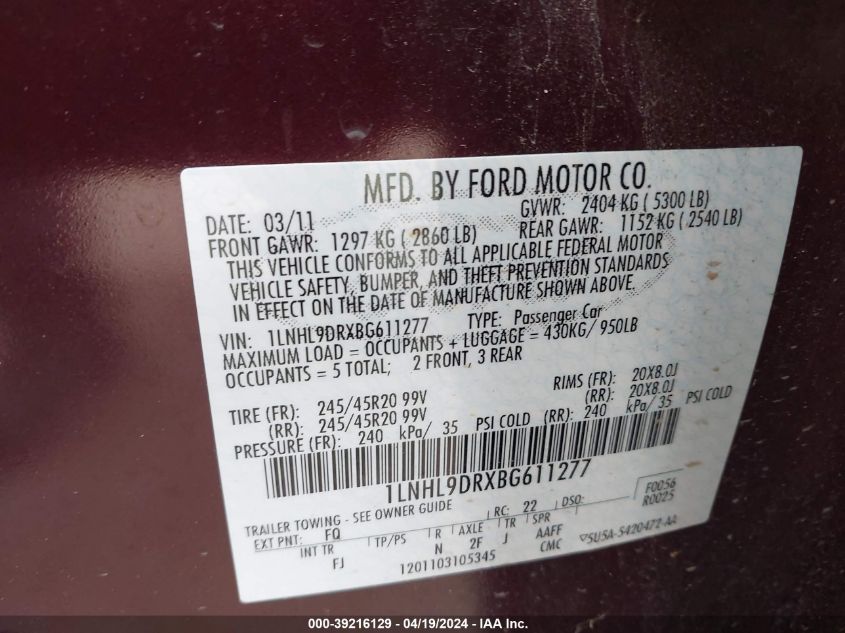 MFD. BY FORD MOTOR CO.
DATE: 03/11 GVWR: 2404 KG ( 5300 LB)
FRONT GAWR: 1297 KG ( 2860 LB) REAR GAWR: 1152 KG ( 2540 LB)
THIS VEHICLE CONFORMS TO ALL APPLICABLE FEDERAL MOTOR
VEHICLE SAFETY, BUMPER, AND THEFT PREVENTION STANDARDS
IN EFFECT ON THE DATE OF MANUFACTURE SHOWN ABOVE.
VIN: 1LNHL9DRXBG611277 TYPE: Passenger Car
MAXIMUM LOAD = OCCUPANTS + LUGGAGE = 430KG/ 950LB
OCCUPANTS = 5 TOTAL; 2 FRONT, 3 REAR
TIRE (FR): 245/45R20 99V RIMS (FR): 20X8.0J
(RR): 245/45R20 99V (RR): 20X8.0J
PRESSURE (FR): 240 kPa/ 35 PSI COLD (RR): 240 kPa/ 35 PSI COLD
1LNHL9DRXBG611277
TRAILER TOWING - SEE OWNER GUIDE F0056
EXT PNT: FQ RC: 22 DSO: R0025
INT TR TP/PS R AXLE TR SPR
FJ N 2F J AAFF
1201103105345 CMC 5U5A-5420472-AA
000-39216129 - 04/19/2024 - IAA Inc.